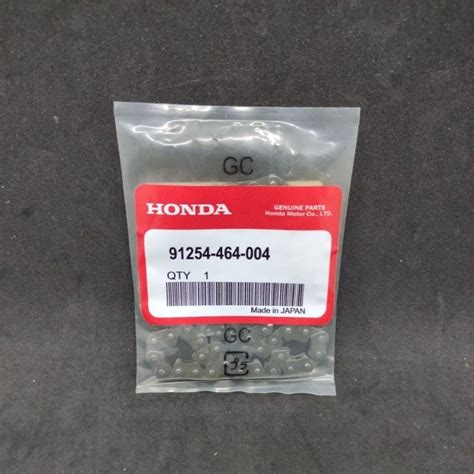 GC
HONDA
GENUINE PARTS
Honda Motor Co., LTD.
91254-464-004
QTY 1
Made in JAPAN
GC